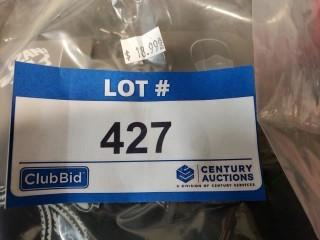 $ 18.99
LOT #
427
ClubBid
CENTURY
AUCTIONS
A DIVISION OF CENTURY SERVICES